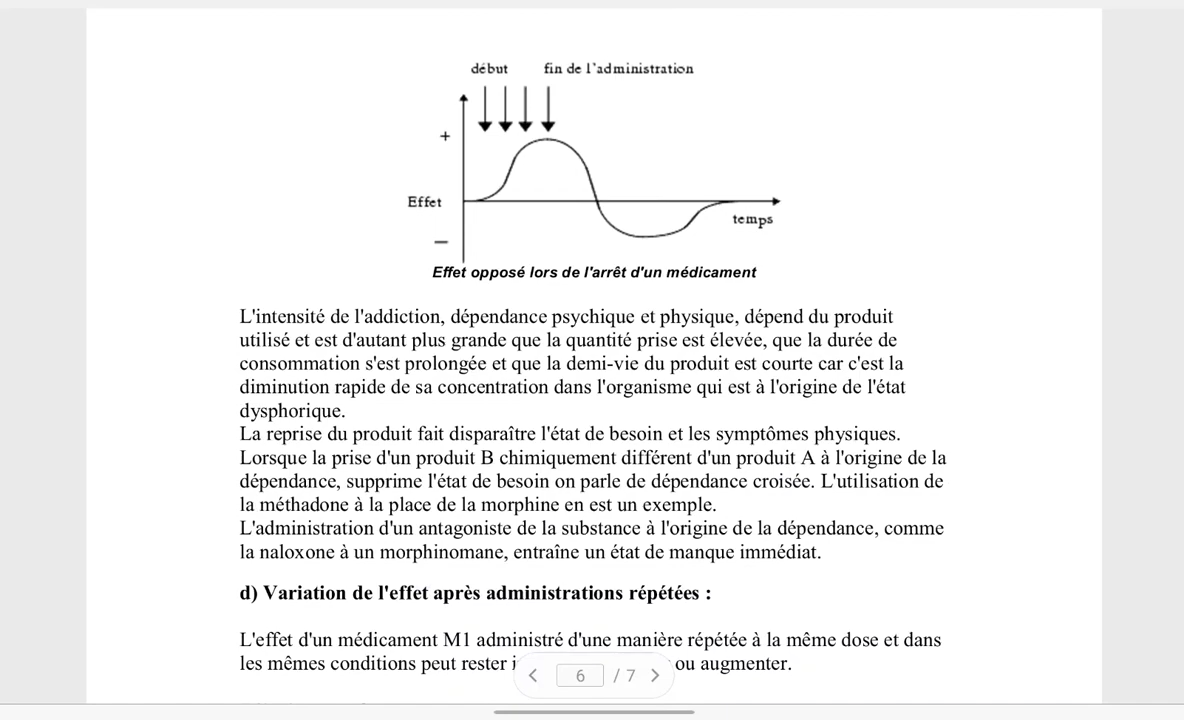 début fin de l'administration
+
Effet
temps
—
Effet opposé lors de l'arrêt d'un médicament
L'intensité de l'addiction, dépendance psychique et physique, dépend du produit
utilisé et est d'autant plus grande que la quantité prise est élevée, que la durée de
consommation s'est prolongée et que la demi-vie du produit est courte car c'est la
diminution rapide de sa concentration dans l'organisme qui est à l'origine de l'état
dysphorique.
La reprise du produit fait disparaître l'état de besoin et les symptômes physiques.
Lorsque la prise d'un produit B chimiquement différent d'un produit A à l'origine de la
dépendance, supprime l'état de besoin on parle de dépendance croisée. L'utilisation de
la méthadone à la place de la morphine en est un exemple.
L'administration d'un antagoniste de la substance à l'origine de la dépendance, comme
la naloxone à un morphinomane, entraîne un état de manque immédiat.
d) Variation de l'effet après administrations répétées :
L'effet d'un médicament M1 administré d'une manière répétée à la même dose et dans
les mêmes conditions peut rester ou augmenter.
6 / 7